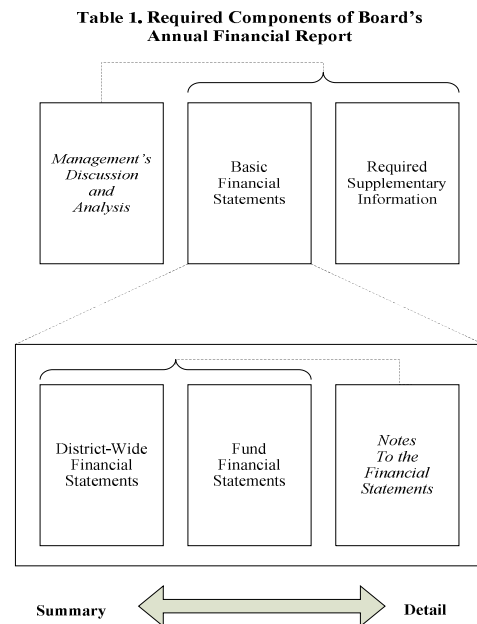 Table 1. Required Components of Board's
Annual Financial Report
Management's
Discussion
and
Analysis
Basic
Financial
Statements
Required
Supplementary
Information
District-Wide
Financial
Statements
Fund
Financial
Statements
Notes
To the
Financial
Statements
Summary
Detail